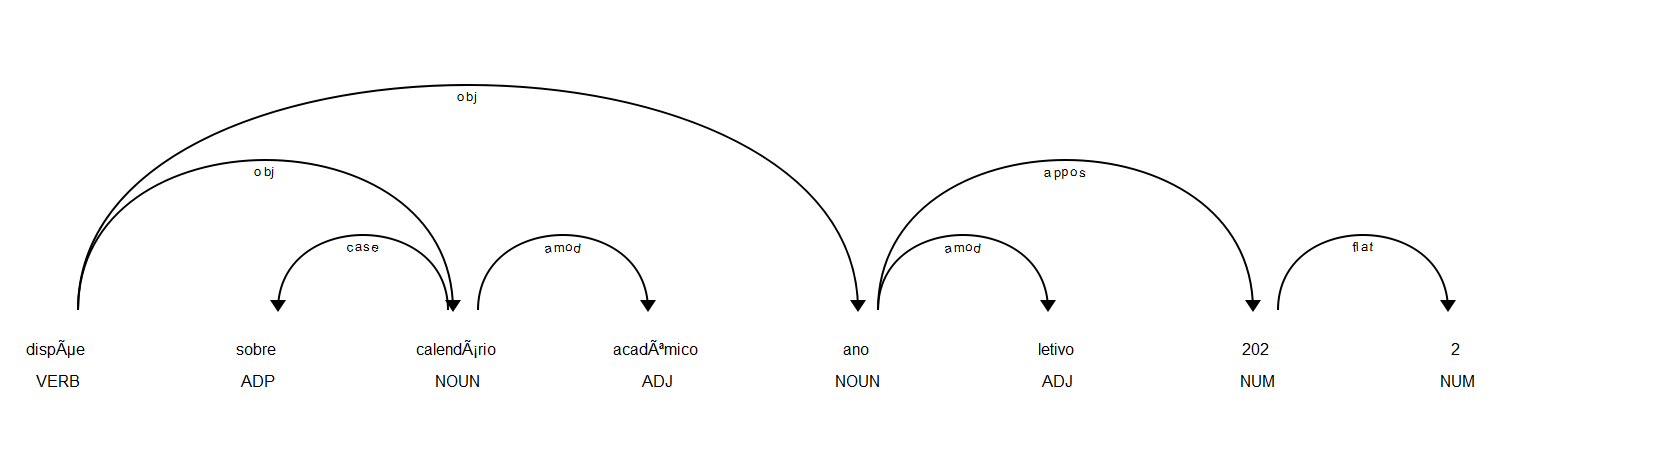 obj
obj
appos
case
amod
amod
flat
dispÃµe sobre calendÃ¡rio acadÃªmico ano letivo 202 2
VERB ADP NOUN ADJ NOUN ADJ NUM NUM